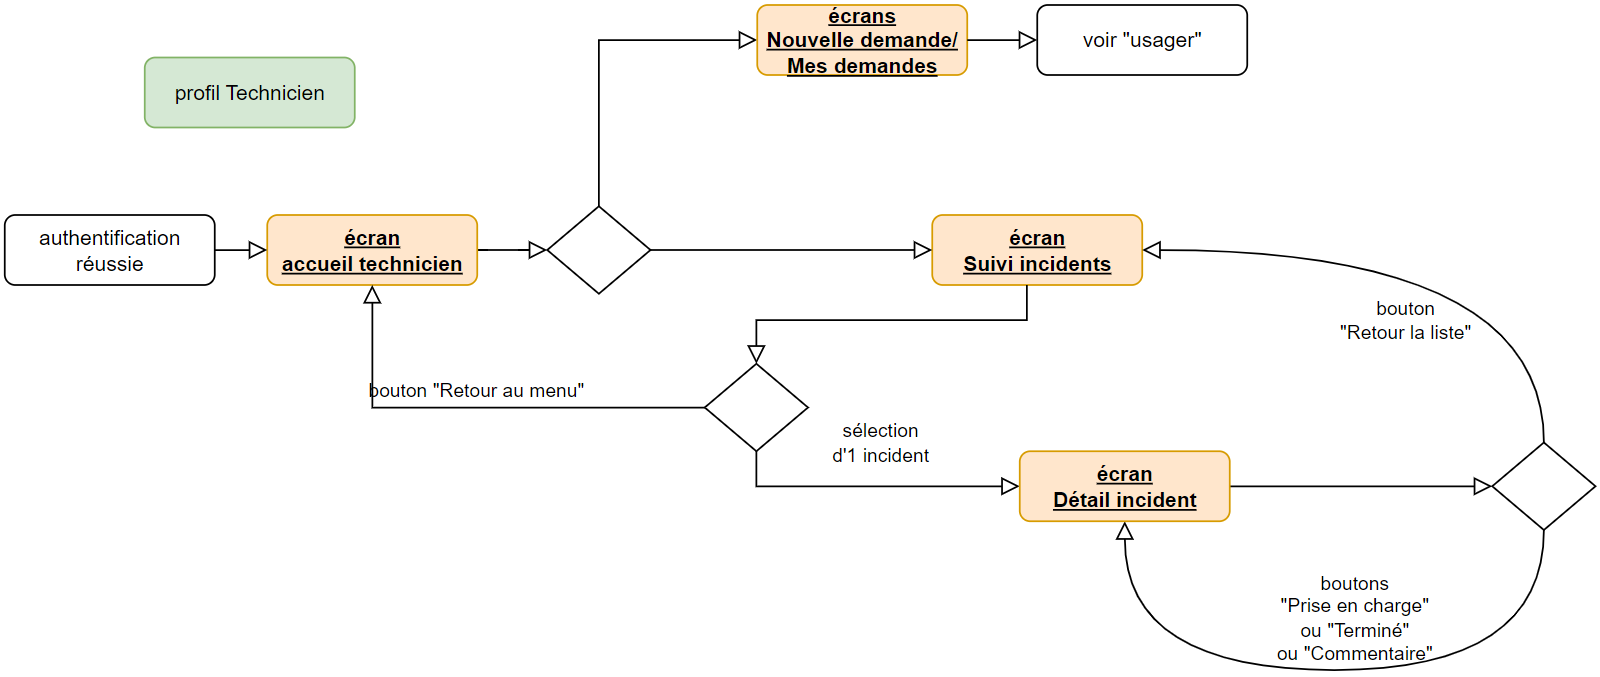 écrans
Nouvelle demande/
Mes demandes
voir "usager"
profil Technicien
authentification
réussie
écran
accueil technicien
écran
Suivi incidents
bouton
"Retour la liste"
bouton "Retour au menu"
sélection
d'1 incident
écran
Détail incident
boutons
"Prise en charge"
ou "Terminé"
ou "Commentaire"